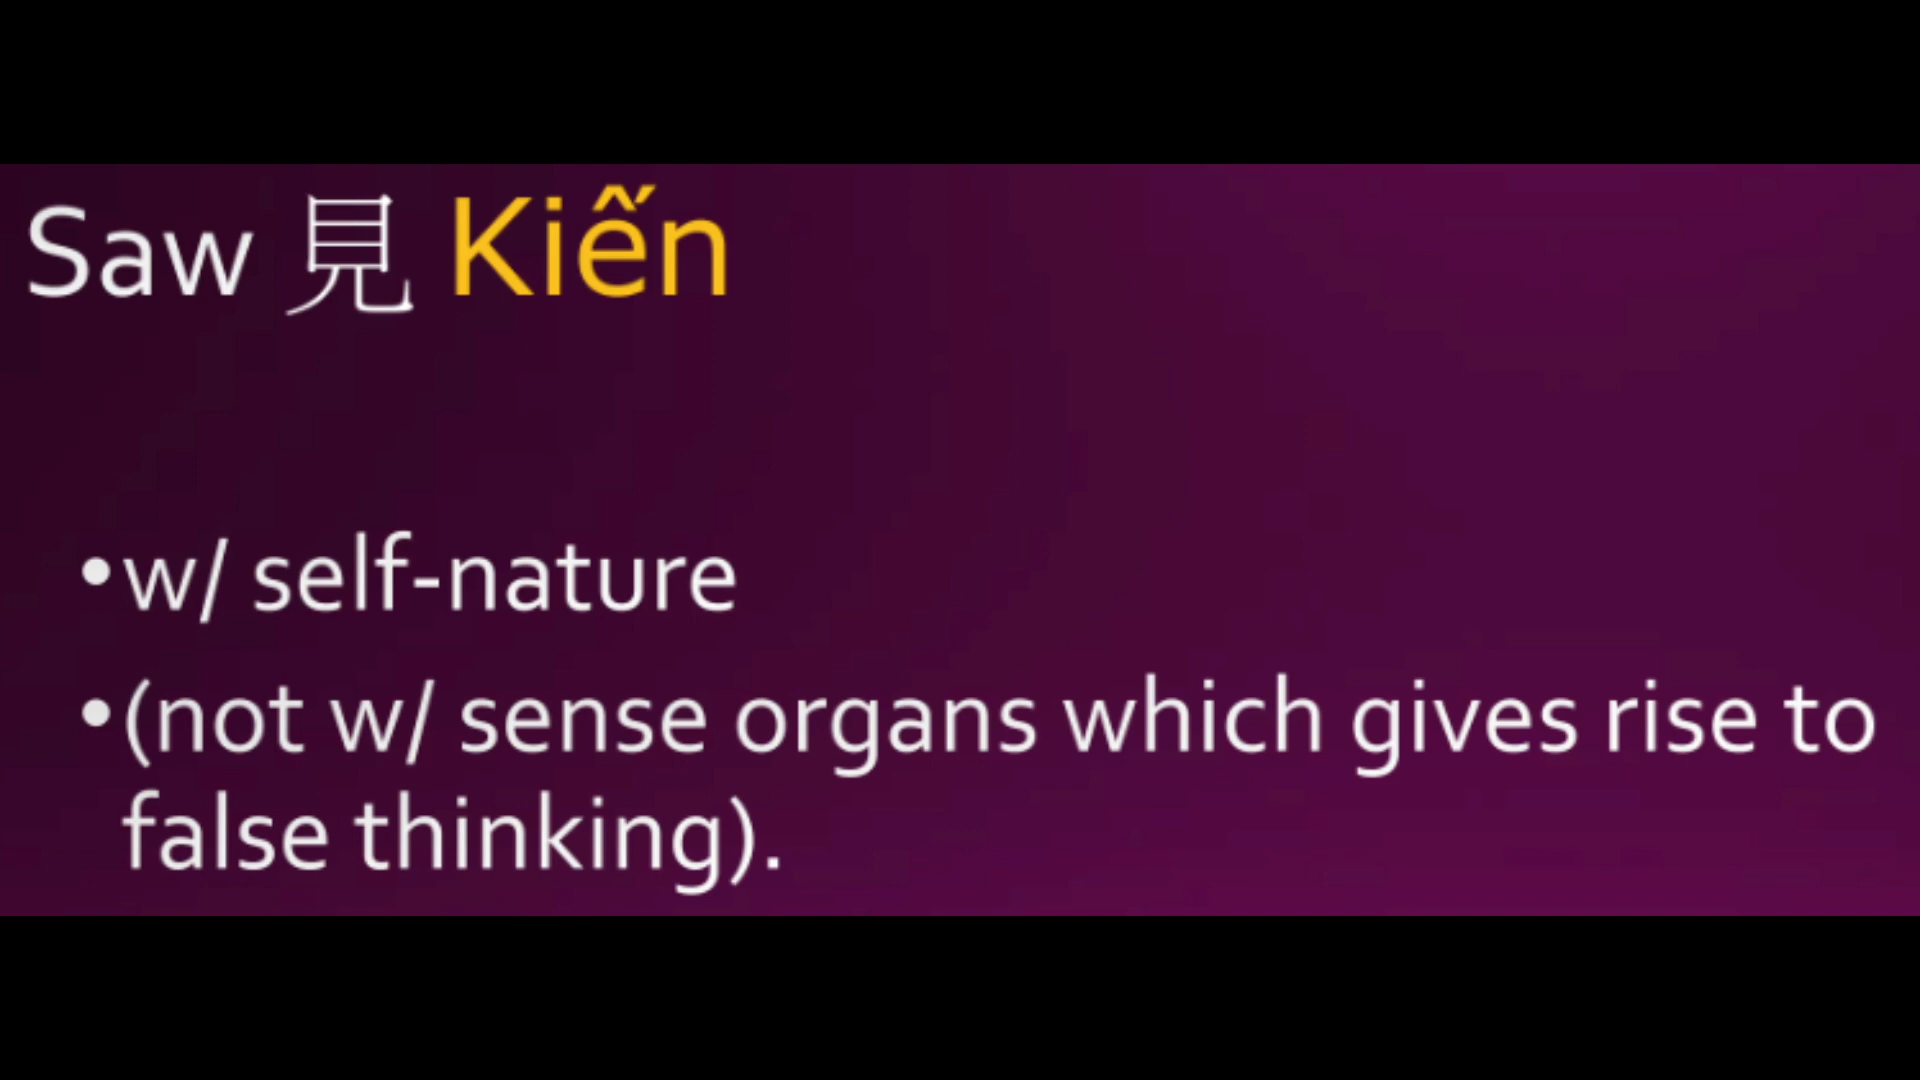 Saw 見 Kiến
•w/ self-nature
•(not w/ sense organs which gives rise to
false thinking).